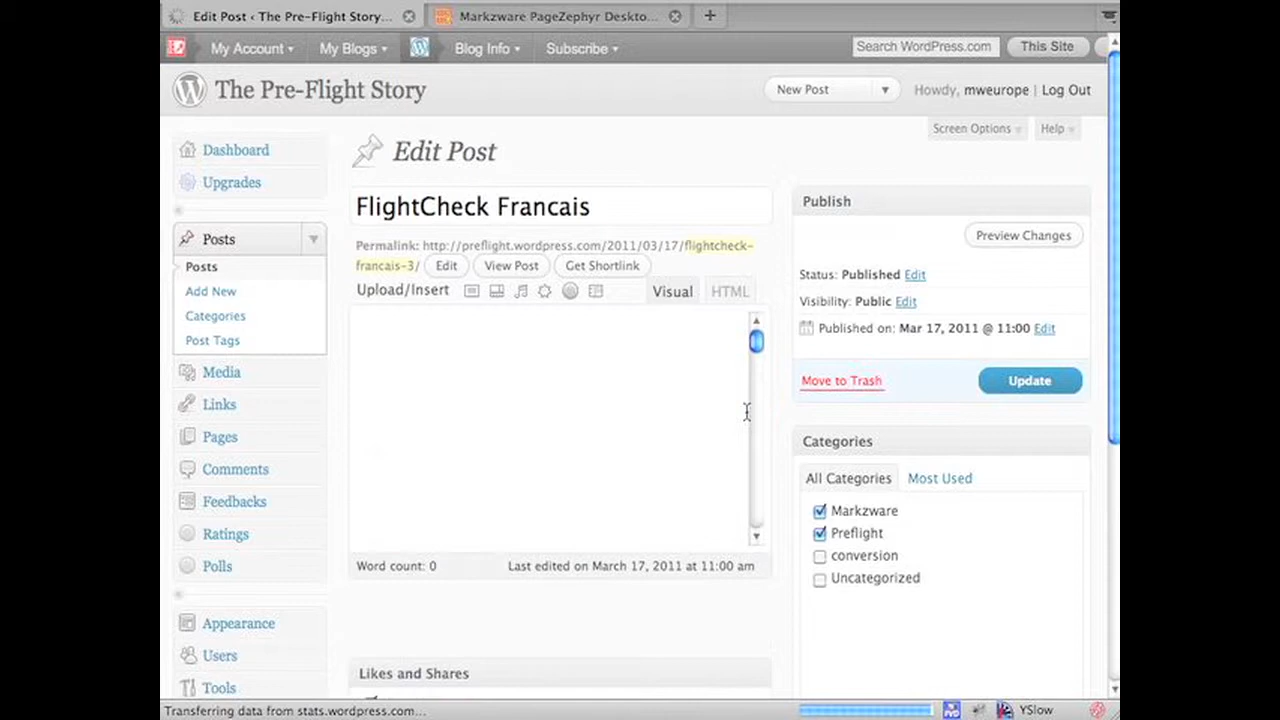 Edit Post ‹ The Pre-Flight Story...
Markzware PageZephyr Deskto...
My Account
My Blogs
Blog Info
Subscribe
Search WordPress.com
This Site
The Pre-Flight Story
New Post
Howdy, mweurope | Log Out
Screen Options
Help
Dashboard
Upgrades
Posts
Posts
Add New
Categories
Post Tags
Media
Links
Pages
Comments
Feedbacks
Ratings
Polls
Appearance
Users
Tools
Edit Post
FlightCheck Francais
Permalink: http://preflight.wordpress.com/2011/03/17/flightcheck-
francais-3/ Edit View Post Get Shortlink
Upload/Insert
Visual
HTML
Word count: 0
Last edited on March 17, 2011 at 11:00 am
Likes and Shares
Publish
Preview Changes
Status: Published Edit
Visibility: Public Edit
Published on: Mar 17, 2011 @ 11:00 Edit
Move to Trash
Update
Categories
All Categories
Most Used
Markzware
Preflight
conversion
Uncategorized
Transferring data from stats.wordpress.com...
YSlow